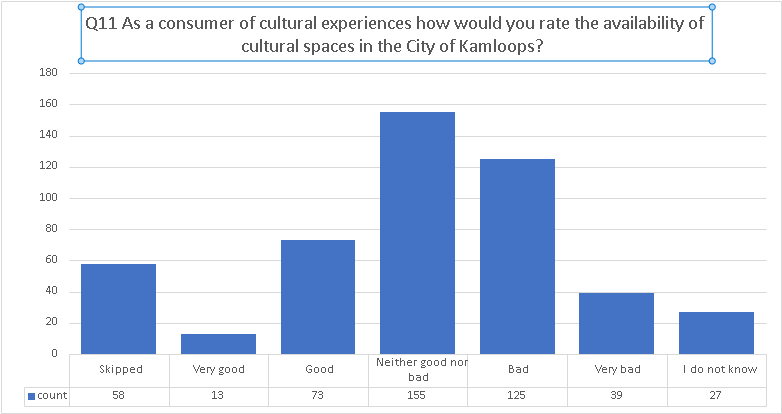 Q11 As a consumer of cultural experiences how would you rate the availability of
cultural spaces in the City of Kamloops?
180
160
140
120
100
80
60
40
20
0
Skipped
Very good
Good
Neither good nor
bad
Bad
Very bad
I do not know
count
58
13
73
155
125
39
27